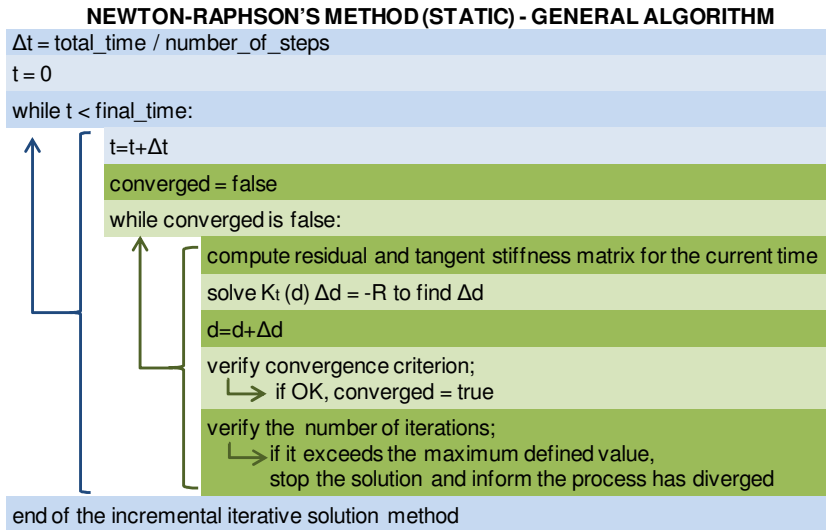 NEWTON-RAPHSON'S METHOD (STATIC) - GENERAL ALGORITHM
Δt = total_time / number_of_steps
t = 0
while t < final_time:
t=t+Δt
converged = false
while converged is false:
compute residual and tangent stiffness matrix for the current time
solve Kₜ (d) Δd = -R to find Δd
d=d+Δd
verify convergence criterion;
if OK, converged = true
verify the number of iterations;
if it exceeds the maximum defined value,
stop the solution and inform the process has diverged
end of the incremental iterative solution method